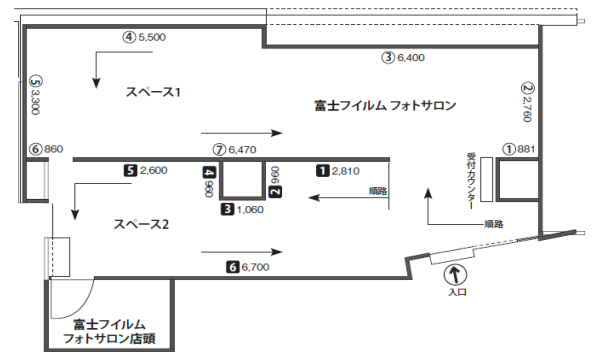 ④ 5,500
③ 6,400
⑤ 3,300
スペース1
② 2,760
富士フイルム フォトサロン
⑥ 860
⑦ 6,470
① 881
5 2,600
4 960
2 960
1 2,810
受付カウンター
順路
3 1,060
スペース2
順路
6 6,700
入口
富士フイルム
フォトサロン店頭